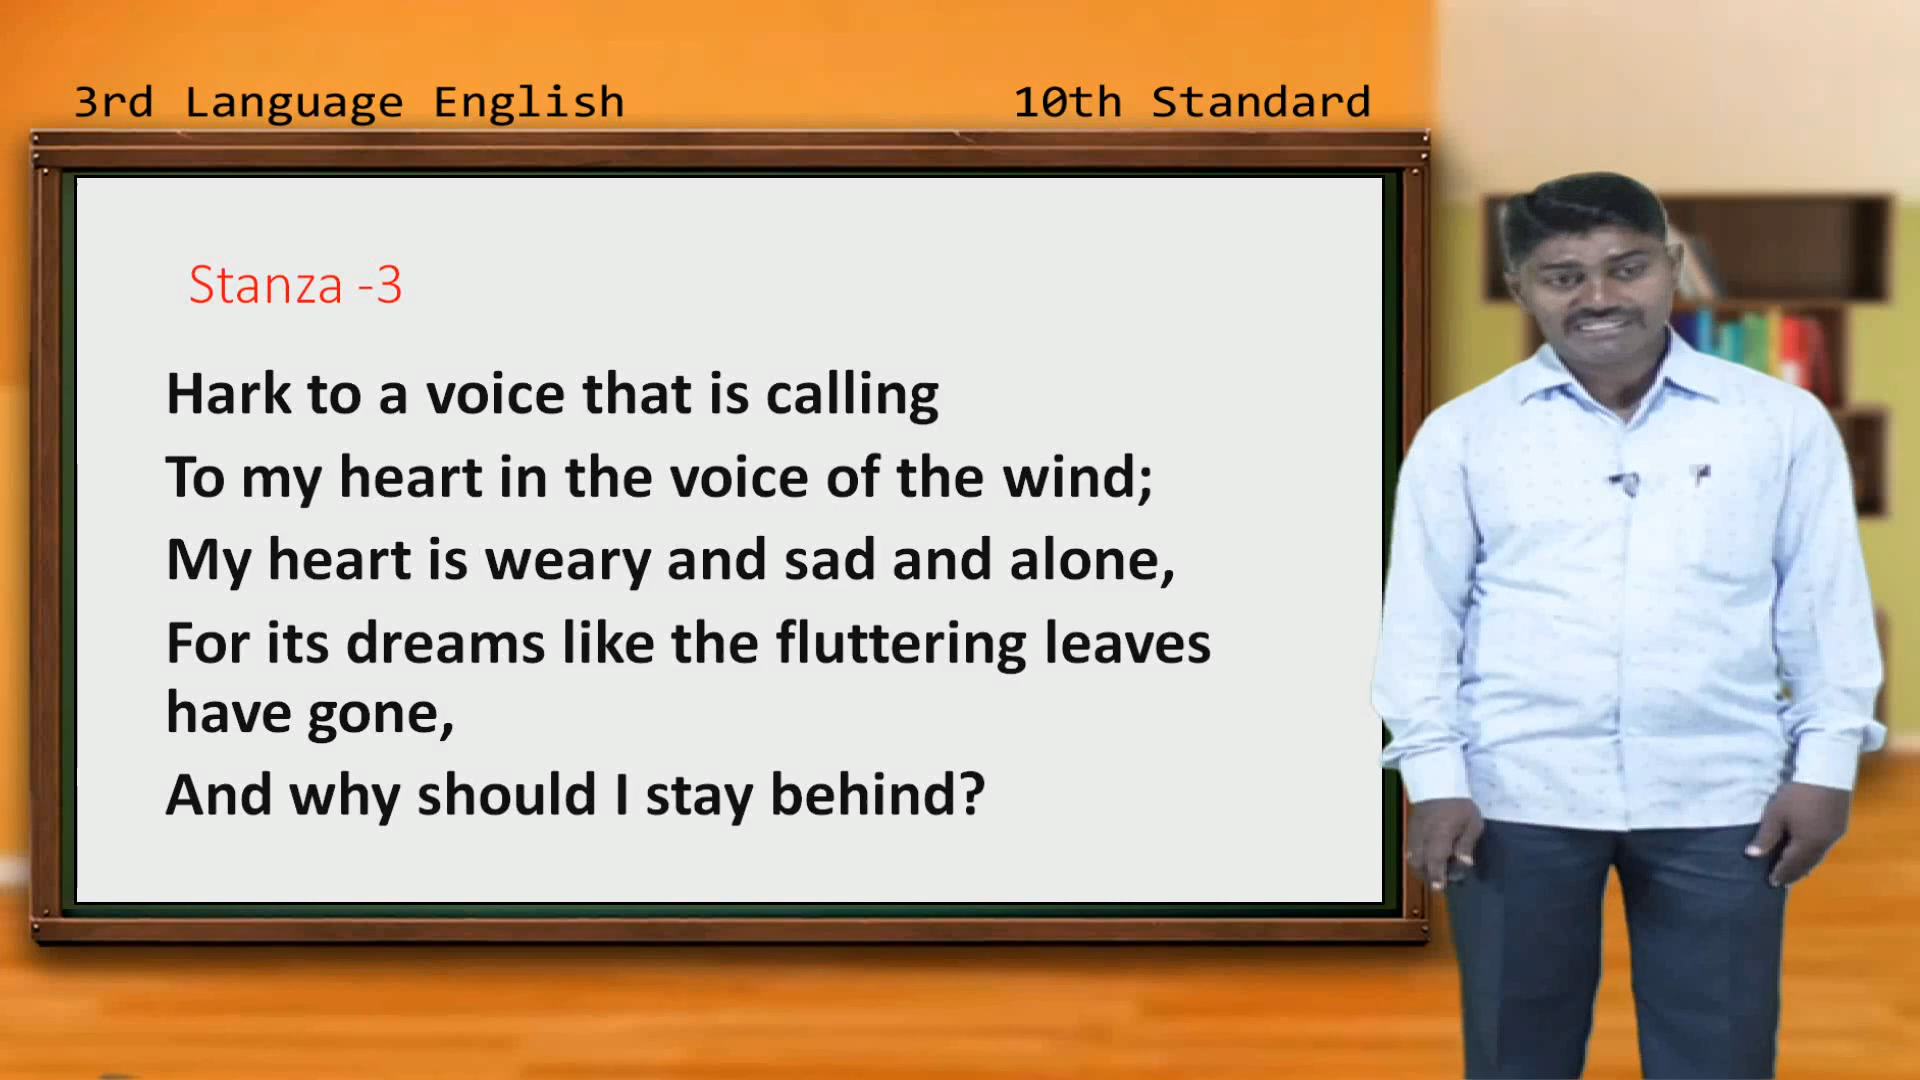 3rd Language English
10th Standard
Stanza -3
Hark to a voice that is calling
To my heart in the voice of the wind;
My heart is weary and sad and alone,
For its dreams like the fluttering leaves
have gone,
And why should I stay behind?